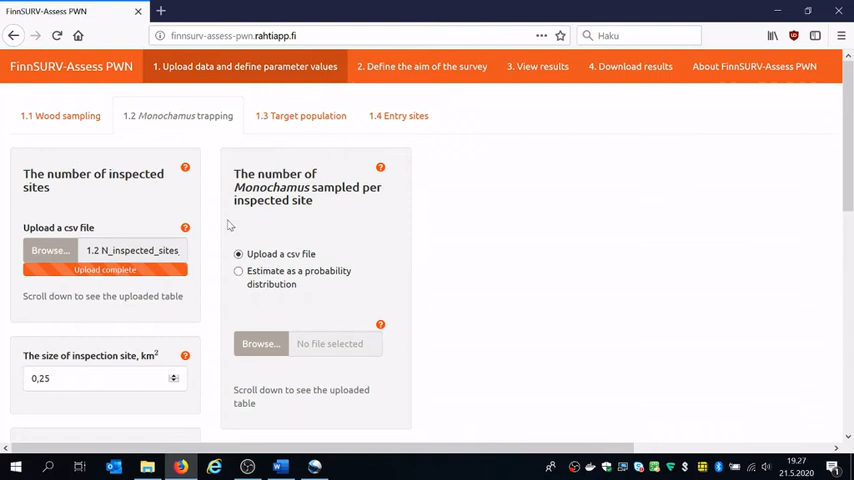 FinnSURV-Assess PWN
finnsurv-assess-pwn.rahtiapp.fi
Haku
FinnSURV-Assess PWN
1. Upload data and define parameter values
2. Define the aim of the survey
3. View results
4. Download results
About FinnSURV-Assess PWN
1.1 Wood sampling
1.2 Monochamus trapping
1.3 Target population
1.4 Entry sites
The number of inspected
sites
?
Upload a csv file
?
Browse...
1.2 N_inspected_sites_
Upload complete
Scroll down to see the uploaded table
The size of inspection site, km²
?
0,25
The number of
Monochamus sampled per
inspected site
?
Upload a csv file
Estimate as a probability
distribution
?
Browse...
No file selected
Scroll down to see the uploaded
table
19.27
21.5.2020